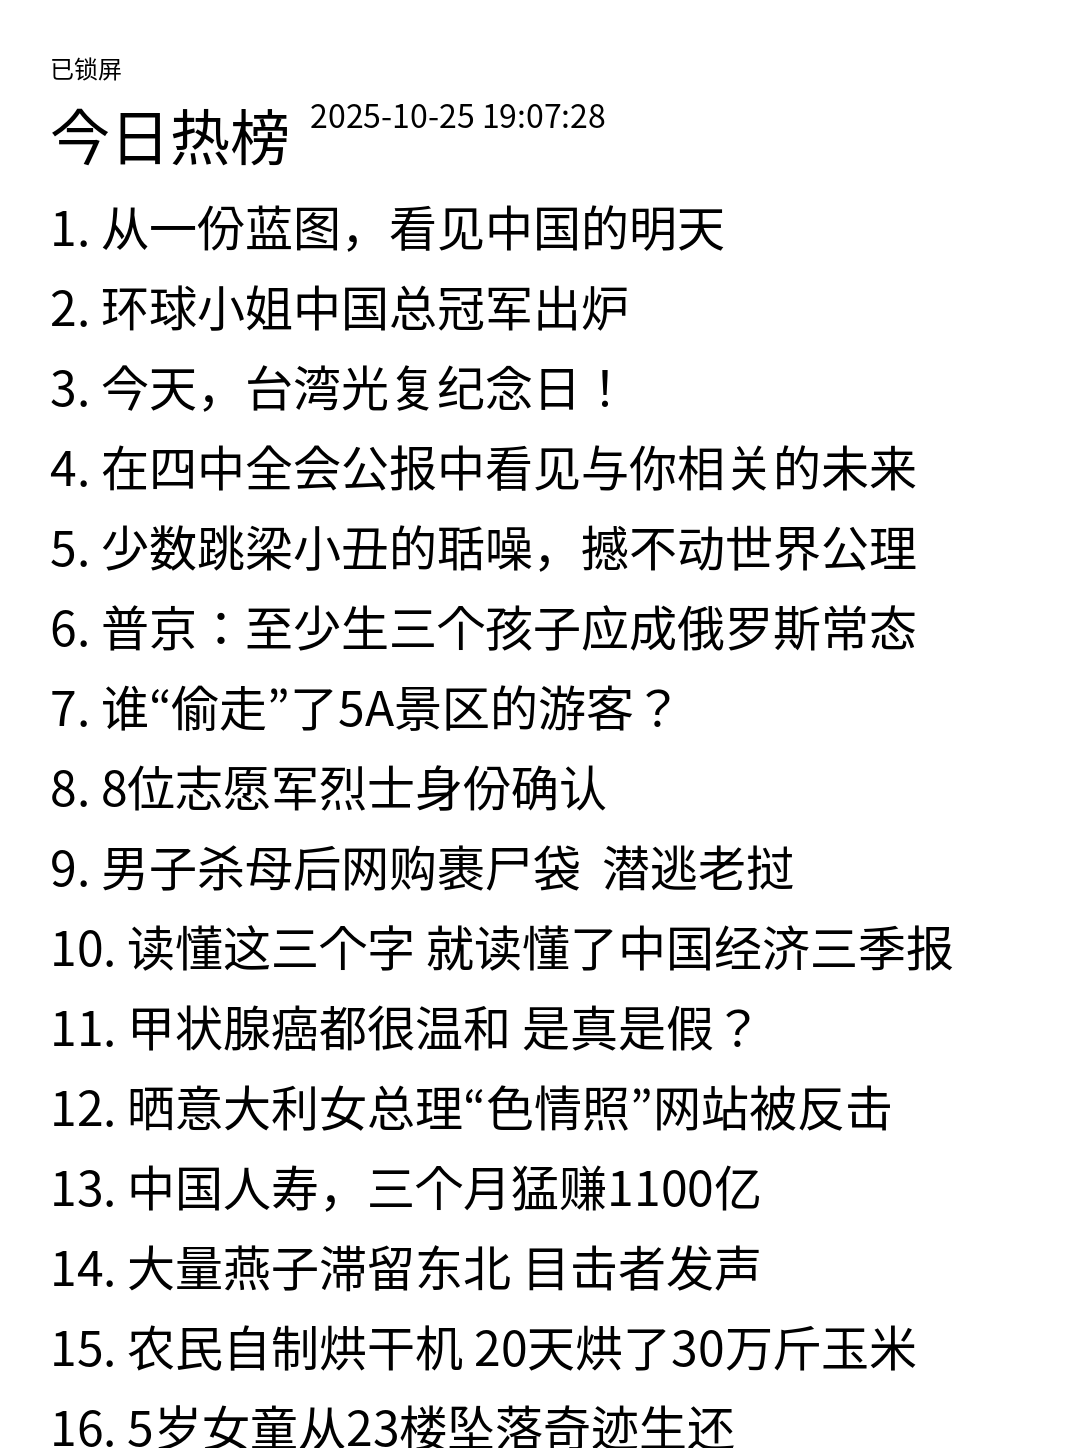 已锁屏
今日热榜 2025-10-25 19:07:28
1. 从一份蓝图，看见中国的明天
2. 环球小姐中国总冠军出炉
3. 今天，台湾光复纪念日！
4. 在四中全会公报中看见与你相关的未来
5. 少数跳梁小丑的聒噪，撼不动世界公理
6. 普京：至少生三个孩子应成俄罗斯常态
7. 谁“偷走”了5A景区的游客？
8. 8位志愿军烈士身份确认
9. 男子杀母后网购裹尸袋 潜逃老挝
10. 读懂这三个字 就读懂了中国经济三季报
11. 甲状腺癌都很温和 是真是假？
12. 晒意大利女总理“色情照”网站被反击
13. 中国人寿，三个月猛赚1100亿
14. 大量燕子滞留东北 目击者发声
15. 农民自制烘干机 20天烘了30万斤玉米
16. 5岁女童从23楼坠落奇迹生还